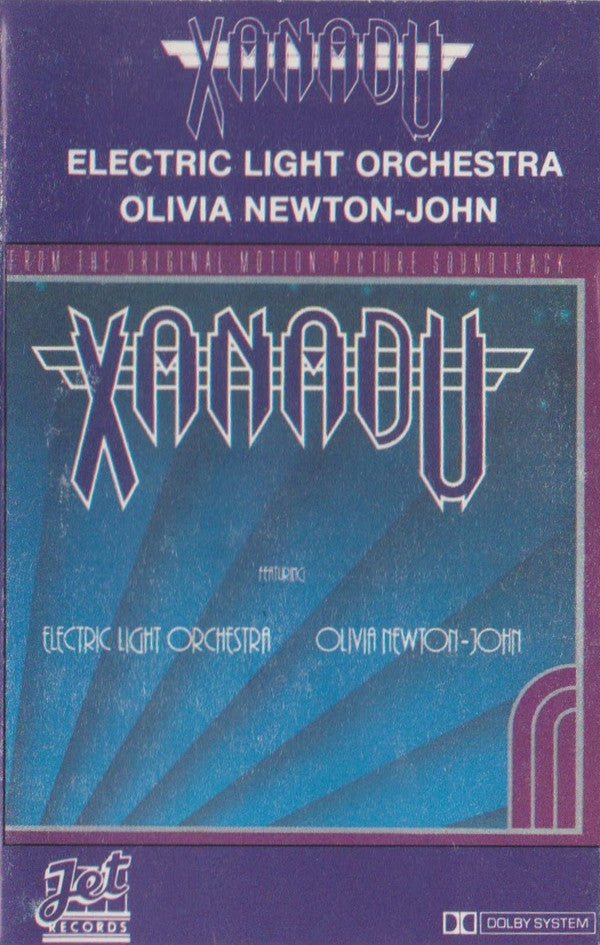 XANADU
ELECTRIC LIGHT ORCHESTRA
OLIVIA NEWTON-JOHN
FROM THE ORIGINAL MOTION PICTURE SOUNDTRACK
XANADU
FEATURING
ELECTRIC LIGHT ORCHESTRA OLIVIA NEWTON-JOHN
Jet
RECORDS
DOLBY SYSTEM